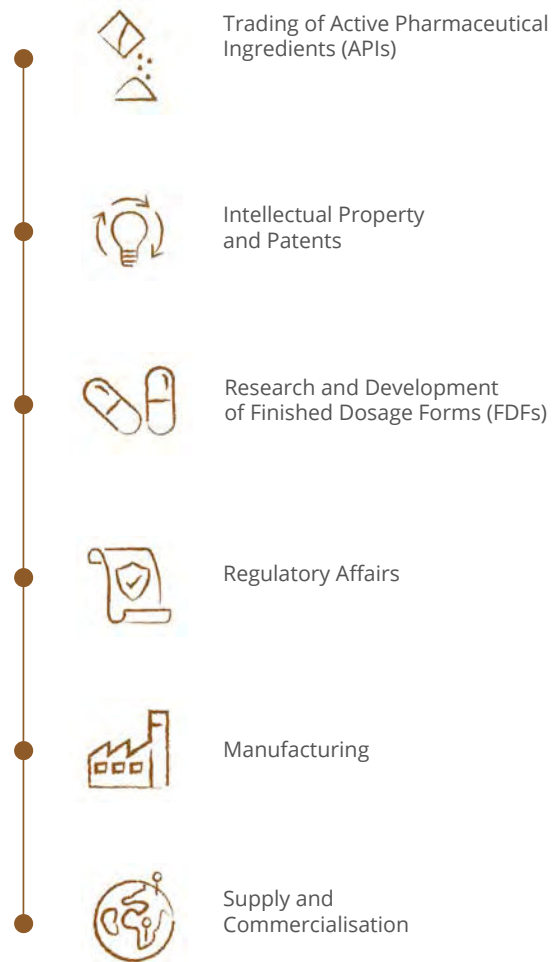 Trading of Active Pharmaceutical
Ingredients (APIs)
Intellectual Property
and Patents
Research and Development
of Finished Dosage Forms (FDFs)
Regulatory Affairs
Manufacturing
Supply and
Commercialisation